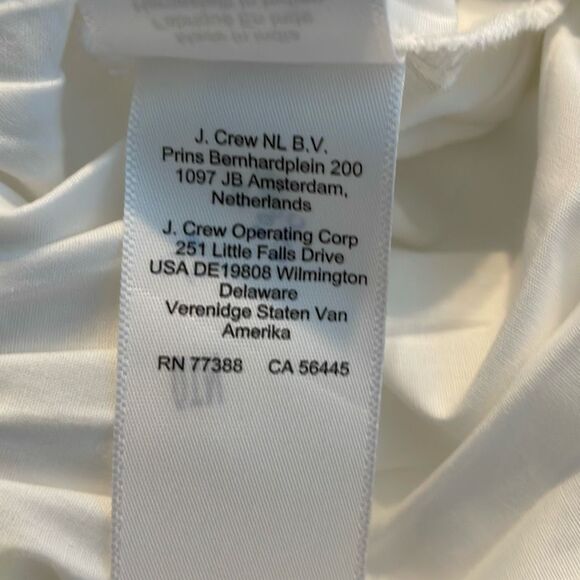 J. Crew NL B.V.
Prins Bernhardplein 200
1097 JB Amsterdam,
Netherlands
J. Crew Operating Corp
251 Little Falls Drive
USA DE19808 Wilmington
Delaware
Verenidge Staten Van
Amerika
RN 77388 CA 56445